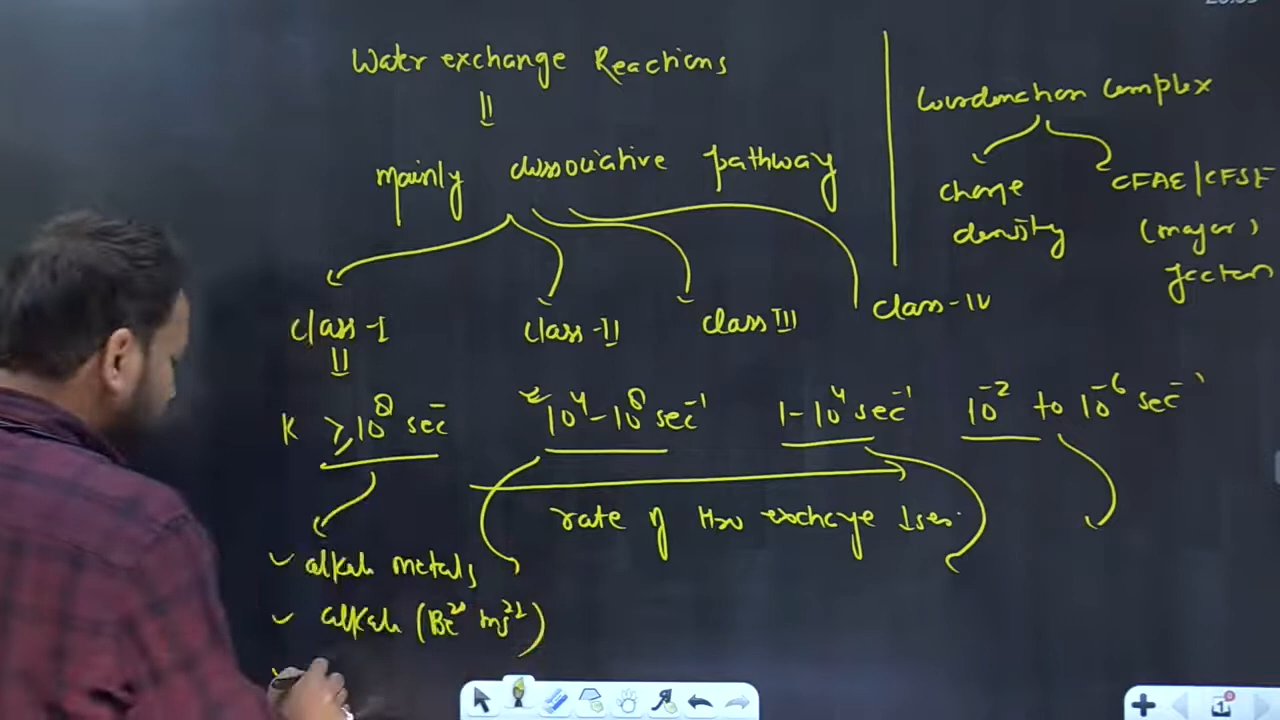 Water exchange Reactions
mainly dissociative pathway
Class-I
Class-II
Class III
Class-IV
K ≥10⁸ sec⁻
10⁴-10⁸ sec⁻¹
1-10⁴ sec⁻¹
10⁻² to 10⁻⁶ sec⁻¹
rate of H₂O exchange ↓ses.
✓ alkali metals
✓ alkali (Be²⁺ Mg²⁺)
Coordination complex
charge
density
CFAE/CFSE
(major)
factors